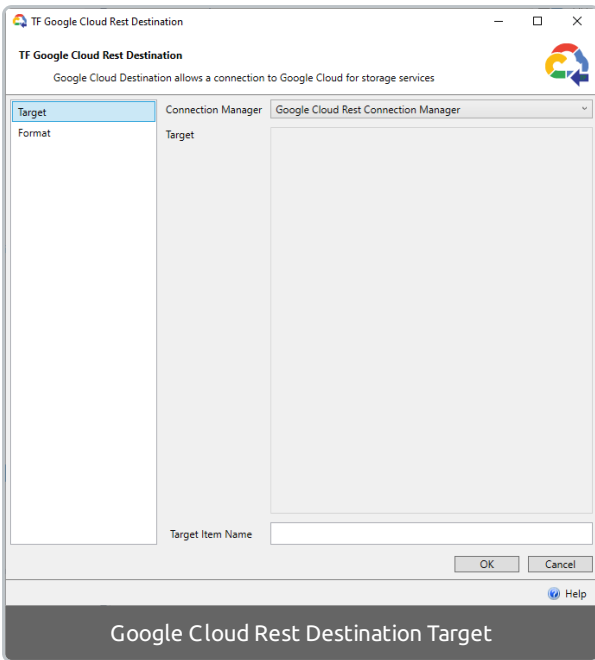 TF Google Cloud Rest Destination
TF Google Cloud Rest Destination
Google Cloud Destination allows a connection to Google Cloud for storage services
Target
Format
Connection Manager
Google Cloud Rest Connection Manager
Target
Target Item Name
OK
Cancel
Help
Google Cloud Rest Destination Target